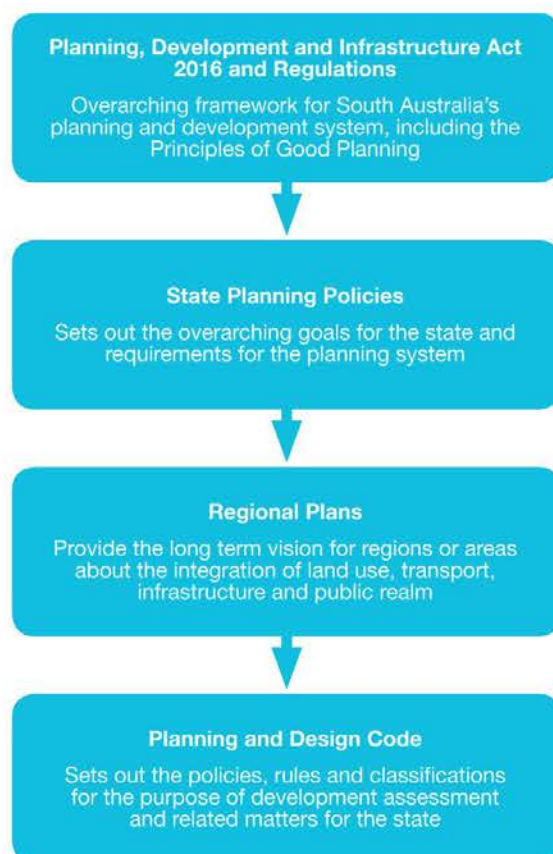 Planning, Development and Infrastructure Act
2016 and Regulations
Overarching framework for South Australia's
planning and development system, including the
Principles of Good Planning
State Planning Policies
Sets out the overarching goals for the state and
requirements for the planning system
Regional Plans
Provide the long term vision for regions or areas
about the integration of land use, transport,
infrastructure and public realm
Planning and Design Code
Sets out the policies, rules and classifications
for the purpose of development assessment
and related matters for the state